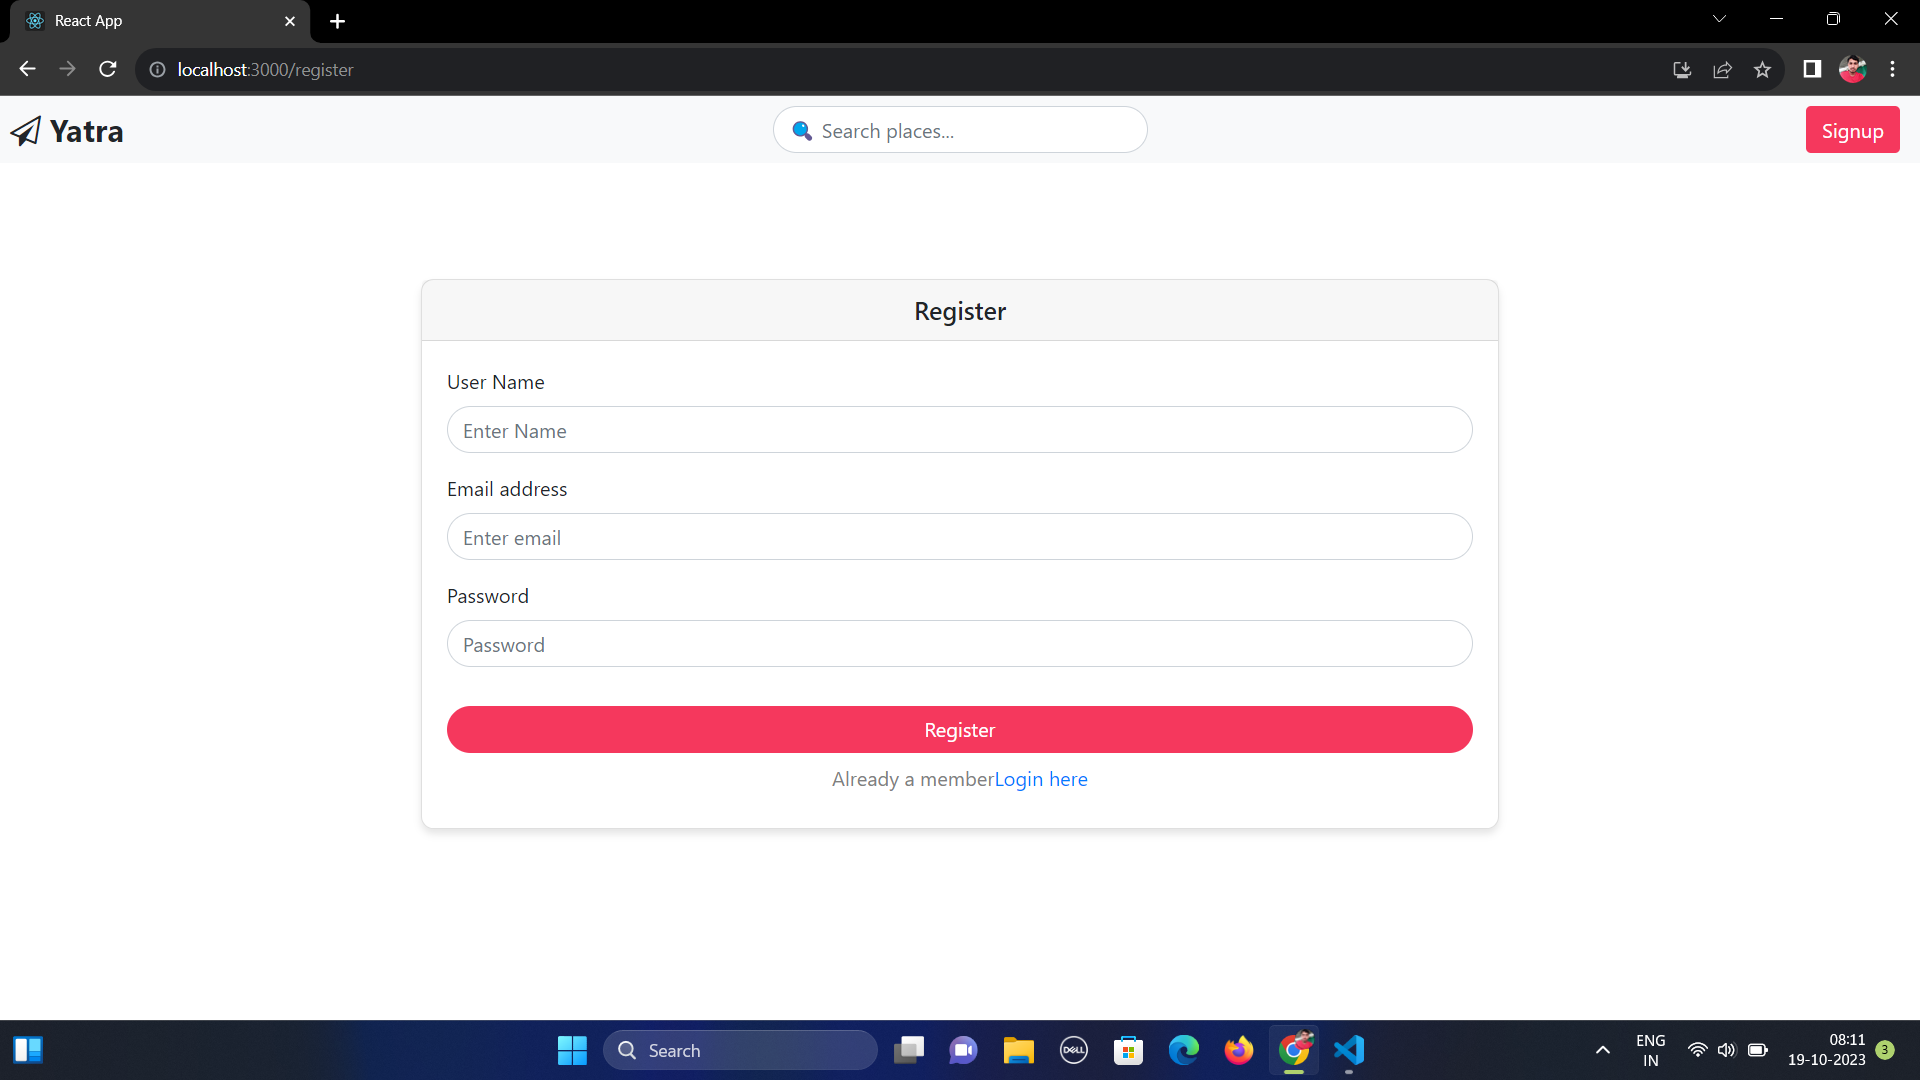 React App
localhost:3000/register
Yatra
Search places...
Signup
Register
User Name
Enter Name
Email address
Enter email
Password
Password
Register
Already a memberLogin here
Search
DELL
ENG
IN
08:11
19-10-2023
3